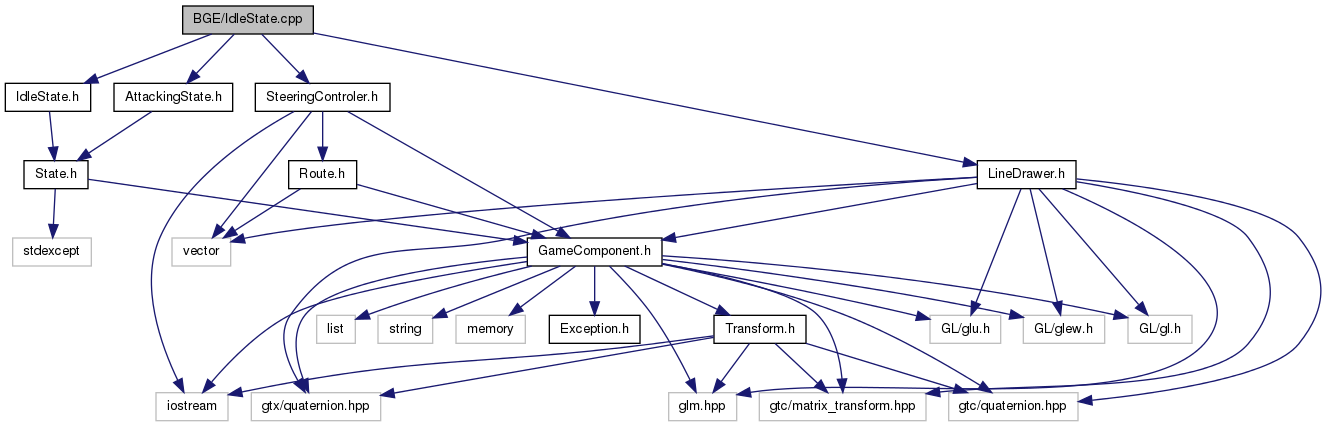 BGE/IdleState.cpp
IdleState.h
AttackingState.h
SteeringControler.h
State.h
Route.h
LineDrawer.h
stdexcept
vector
GameComponent.h
list
string
memory
Exception.h
Transform.h
GL/glu.h
GL/glew.h
GL/gl.h
iostream
gtx/quaternion.hpp
glm.hpp
gtc/matrix_transform.hpp
gtc/quaternion.hpp